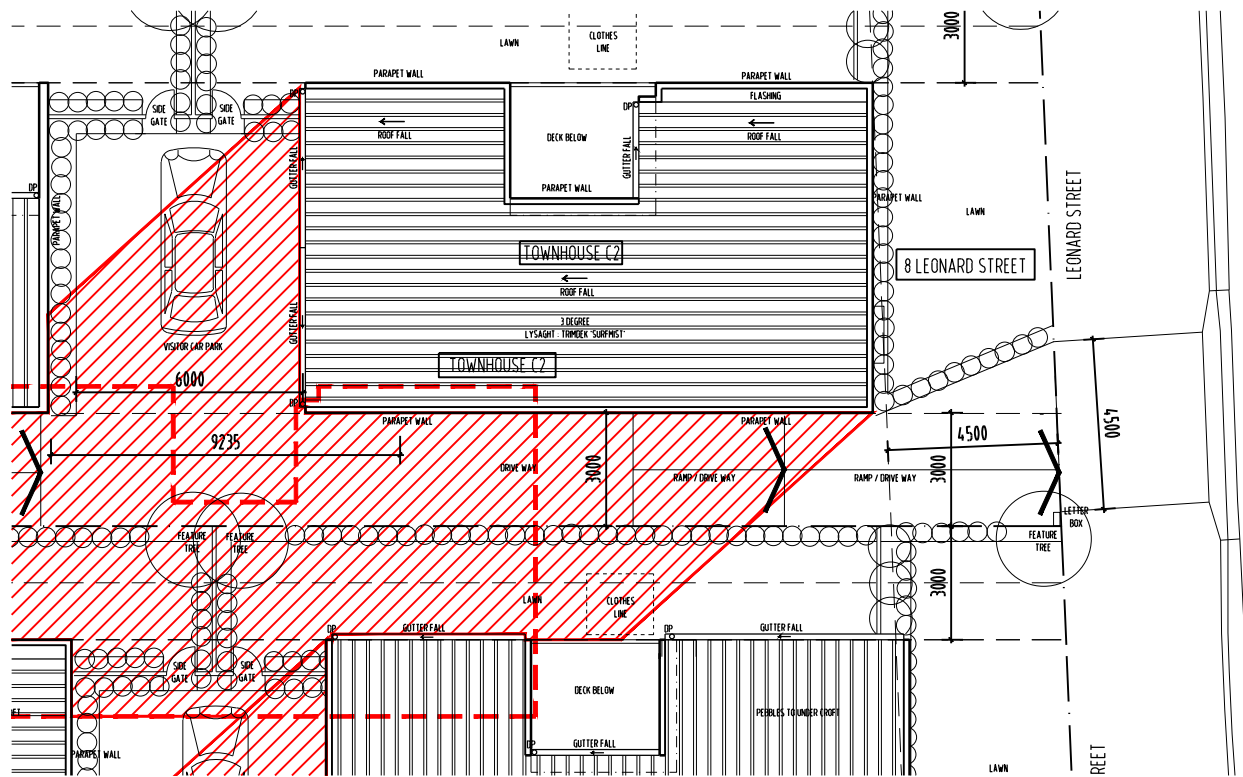 3000
CLOTHES
LINE
LAWN
PARAPET WALL
PARAPET WALL
DP
FLASHING
SIDE
GATE
SIDE
GATE
DP
ROOF FALL
DECK BELOW
ROOF FALL
GUTTER FALL
GUTTER FALL
DP
PARAPET WALL
PARAPET WALL
PARAPET WALL
LAWN
LEONARD STREET
TOWNHOUSE C2
8 LEONARD STREET
ROOF FALL
GUTTER FALL
3 DEGREE
LYSAGHT : TRIMDEK 'SURFMIST'
VISITOR CAR PARK
TOWNHOUSE C2
6000
DP
PARAPET WALL
PARAPET WALL
4500
9235
4500
3000
DRIVE WAY
3000
RAMP / DRIVE WAY
RAMP / DRIVE WAY
LETTER
BOX
FEATURE
TREE
FEATURE
TREE
FEATURE
TREE
3000
LAWN
CLOTHES
LINE
DP
GUTTER FALL
DP
GUTTER FALL
SIDE
GATE
SIDE
GATE
DECK BELOW
PEBBLES TO UNDER CROFT
GUTTER FALL
DP
PARAPET WALL
LAWN
REET